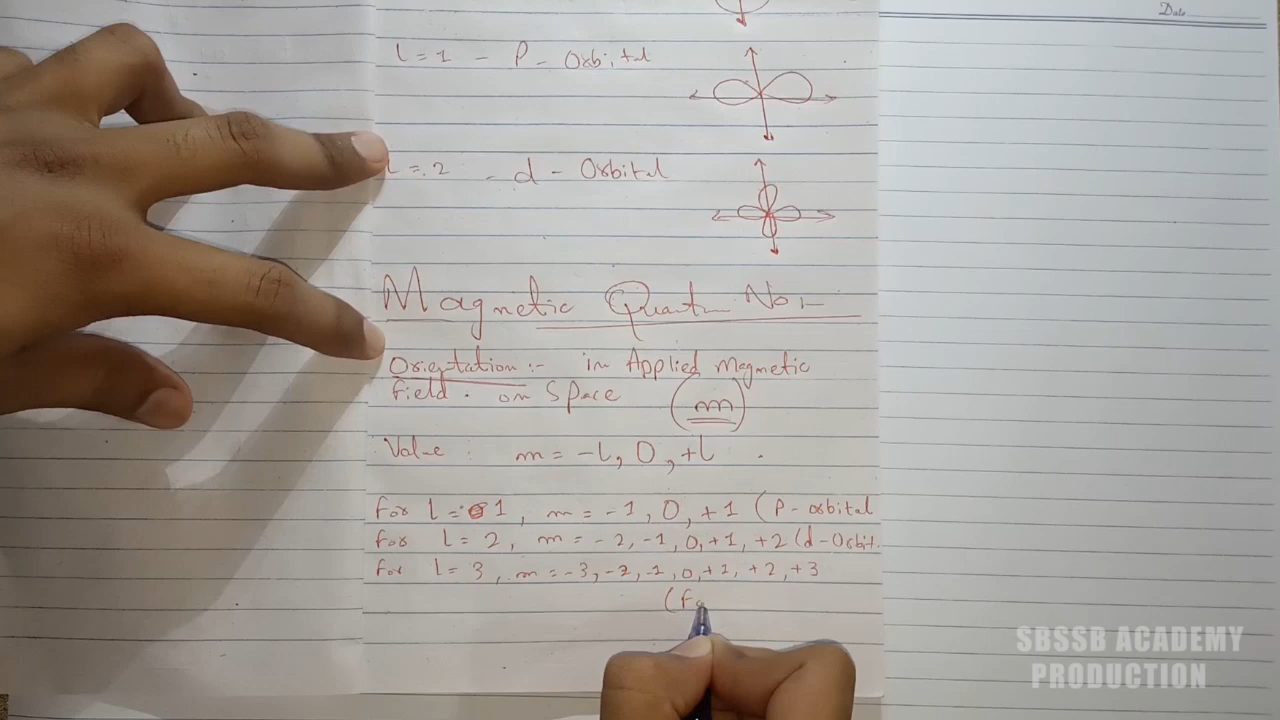 Date
l = 1 - P - Orbital
l = 2 - d - Orbital
Magnetic Quantum No :-
Orientation :- in Applied Magnetic
field . on Space (m)
Value : m = -l, 0, +l .
For l = 1, m = -1, 0, +1 (P - orbital
For l = 2, m = -2, -1, 0, +1, +2 (d - Orbit.
For l = 3, m = -3, -2, -1, 0, +1, +2, +3
(f
SBSSB ACADEMY
PRODUCTION